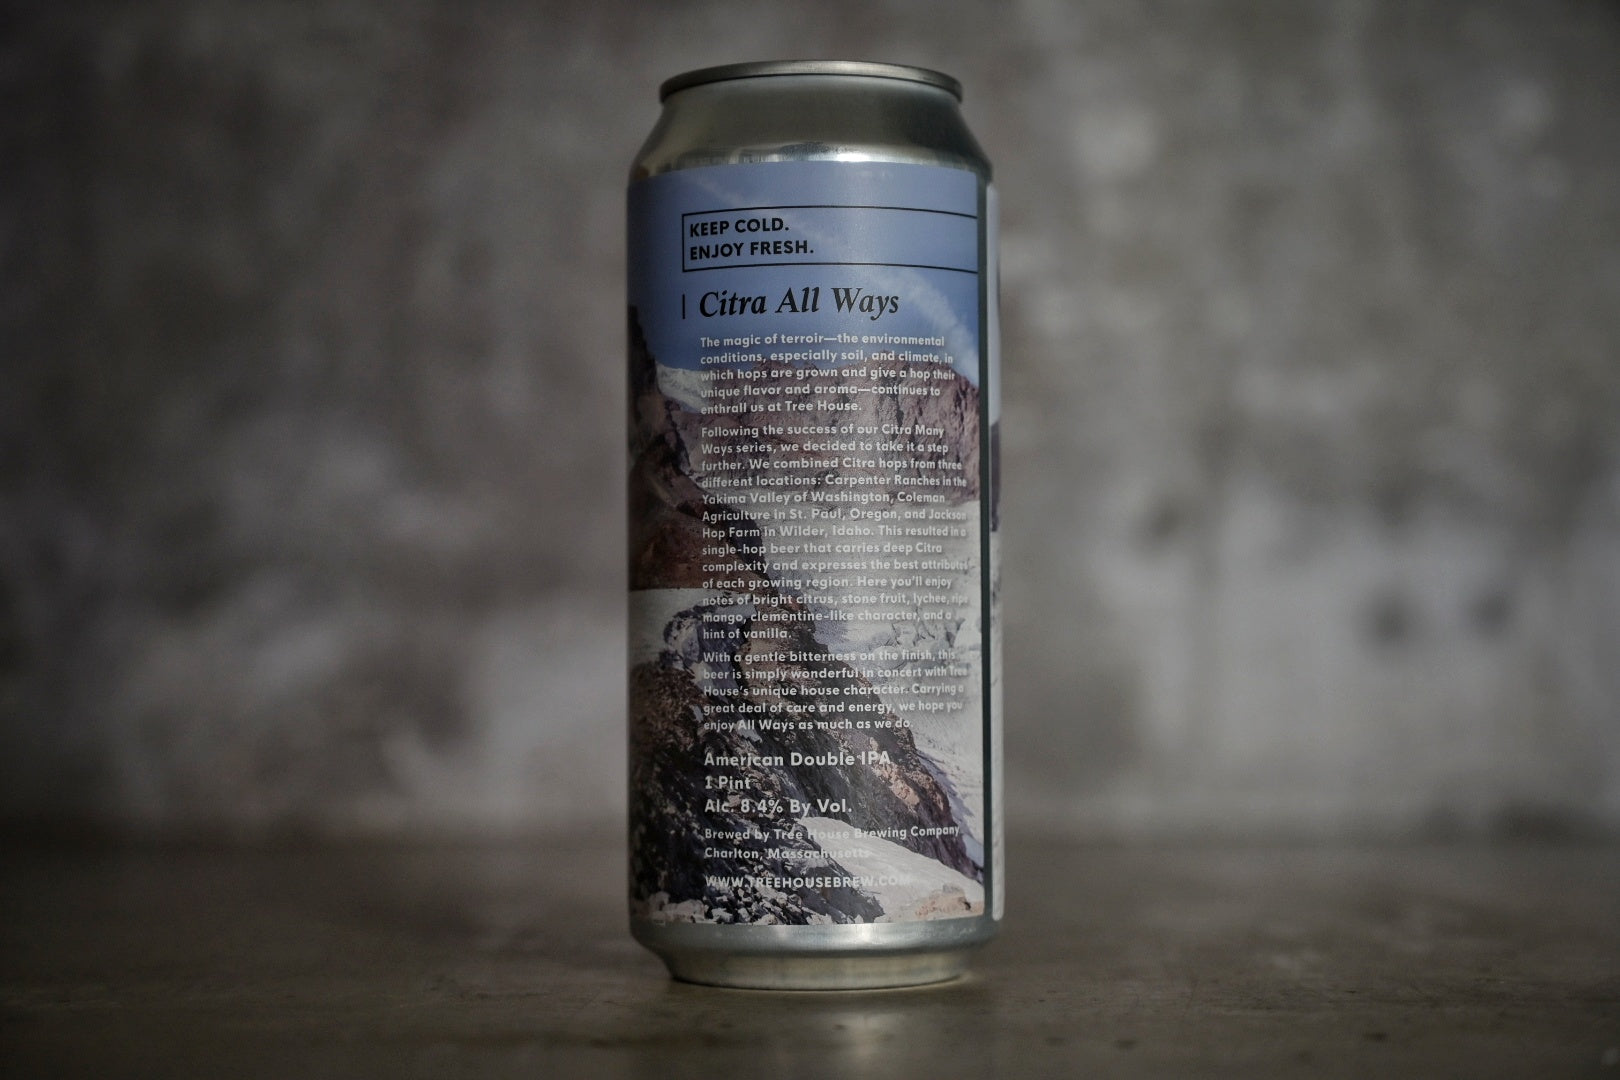 KEEP COLD.
ENJOY FRESH.
Citra All Ways
The magic of terroir—the environmental
conditions, especially soil, and climate, in
which hops are grown and give a hop their
unique flavor and aroma—continues to
enthrall us at Tree House.
Following the success of our Citra Many
Ways series, we decided to take it a step
further. We combined Citra hops from three
different locations: Carpenter Ranches in the
Yakima Valley of Washington, Coleman
Agriculture in St. Paul, Oregon, and Jackson
Hop Farm in Wilder, Idaho. This resulted in a
single-hop beer that carries deep Citra
complexity and expresses the best attributes
of each growing region. Here you'll enjoy
notes of bright citrus, stone fruit, lychee, ripe
mango, clementine-like character, and a
hint of vanilla.
With a gentle bitterness on the finish, this
beer is simply wonderful in concert with Tree
House's unique house character. Carrying a
great deal of care and energy, we hope you
enjoy All Ways as much as we do.
American Double IPA
1 Pint
Alc. 8.4% By Vol.
Brewed by Tree House Brewing Company
Charlton, Massachusetts
WWW.TREEHOUSEBREW.COM